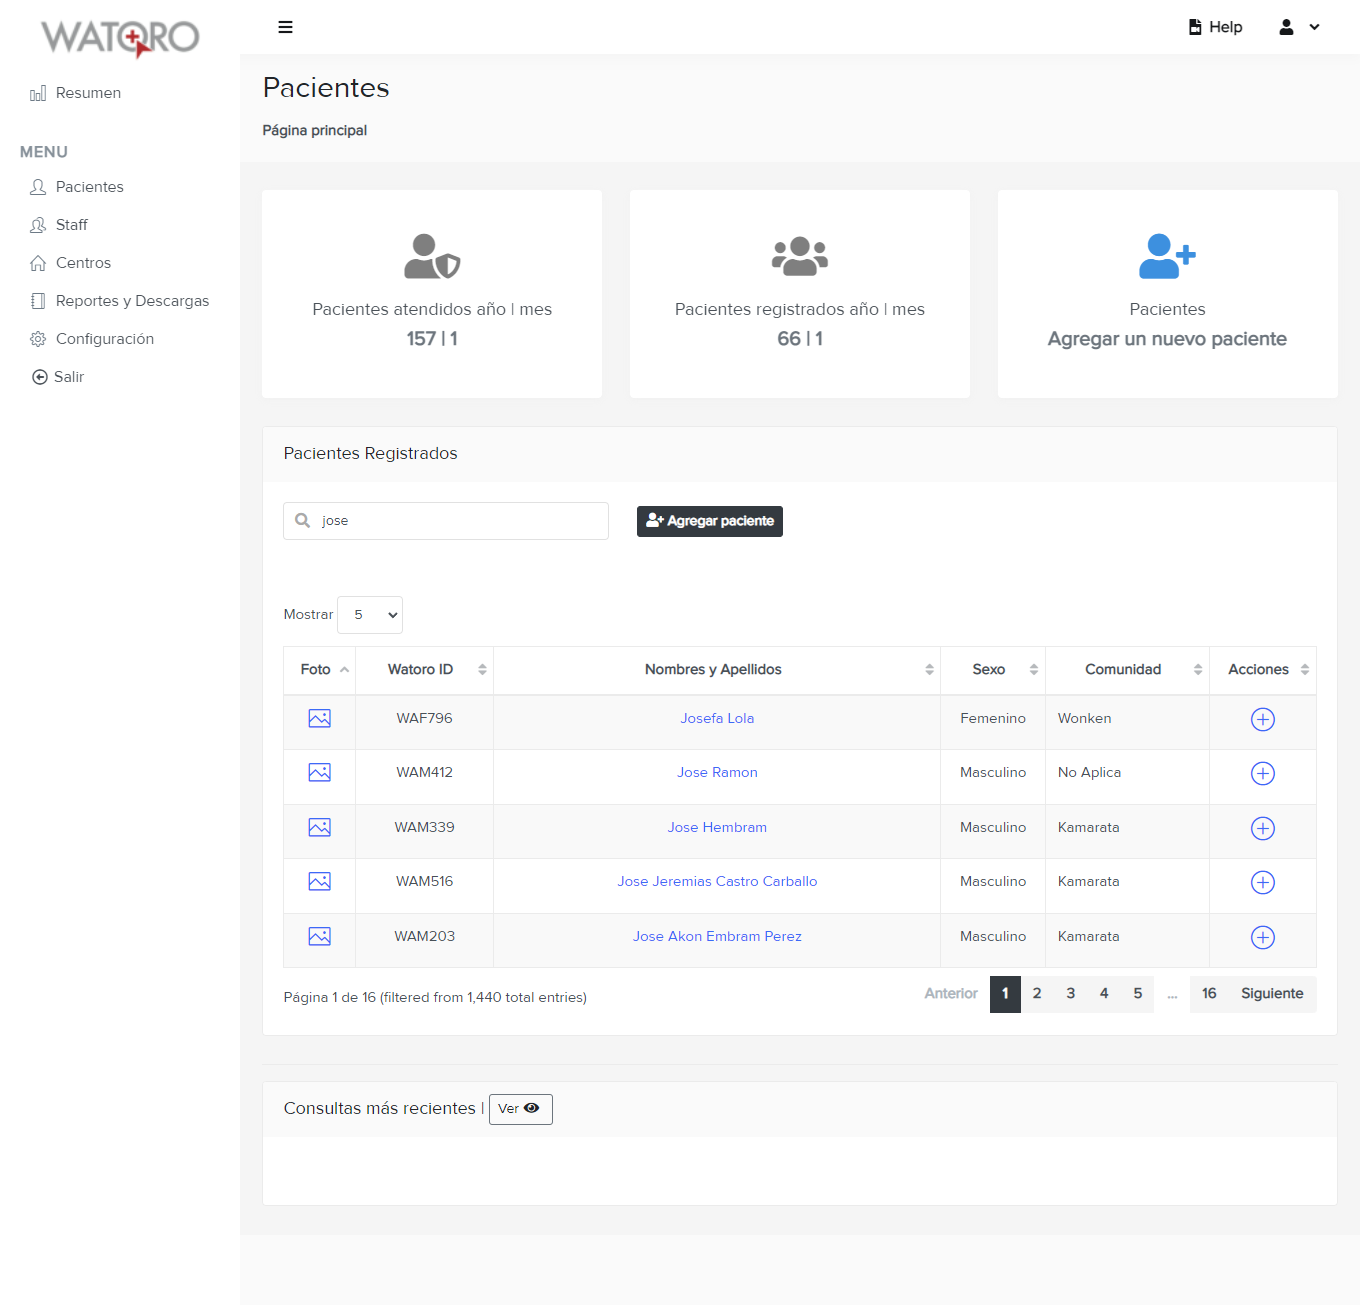 WATORO
Help
Resumen
MENU
Pacientes
Staff
Centros
Reportes y Descargas
Configuración
Salir
Pacientes
Página principal
Pacientes atendidos año | mes
157 | 1
Pacientes registrados año | mes
66 | 1
Pacientes
Agregar un nuevo paciente
Pacientes Registrados
jose
Agregar paciente
Mostrar 5
Foto Watoro ID Nombres y Apellidos Sexo Comunidad Acciones
WAF796 Josefa Lola Femenino Wonken
WAM412 Jose Ramon Masculino No Aplica
WAM339 Jose Hembram Masculino Kamarata
WAM516 Jose Jeremias Castro Carballo Masculino Kamarata
WAM203 Jose Akon Embram Perez Masculino Kamarata
Página 1 de 16 (filtered from 1,440 total entries)
Anterior 1 2 3 4 5 ... 16 Siguiente
Consultas más recientes | Ver